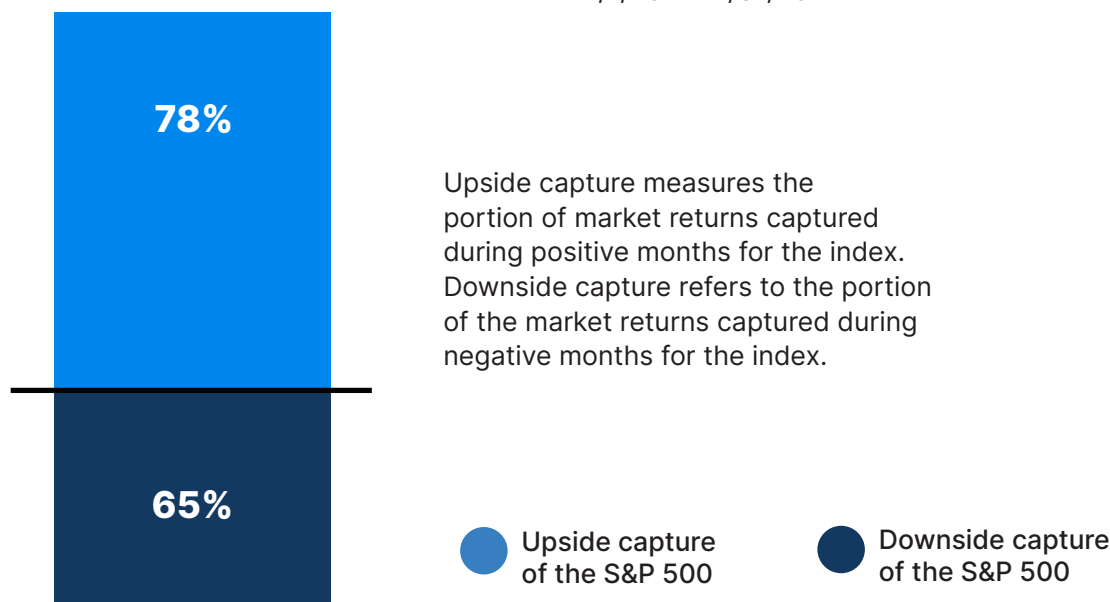 78%
Upside capture measures the
portion of market returns captured
during positive months for the index.
Downside capture refers to the portion
of the market returns captured during
negative months for the index.
65%
Upside capture
of the S&P 500
Downside capture
of the S&P 500